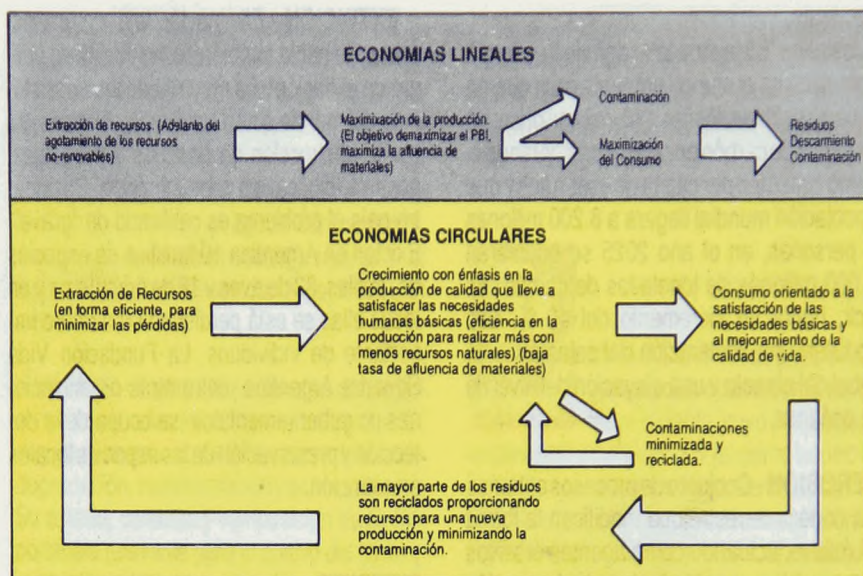 ECONOMIAS LINEALES
Extracción de recursos. (Adelanto del
agotamiento de los recursos
no-renovables)
Maximixación de la producción.
(El objetivo demaximizar el PBI,
maximiza la afluencia de
materiales)
Contaminación
Maximización
del Consumo
Residuos
Descarmiento
Contaminación
ECONOMIAS CIRCULARES
Extracción de Recursos
(en forma eficiente, para
minimizar las pérdidas)
Crecimiento con énfasis en la
producción de calidad que lleve a
satisfacer las necesidades
humanas básicas (eficiencia en la
producción para realizar más con
menos recursos naturales) (baja
tasa de afluencia de materiales)
Consumo orientado a la
satisfacción de las
necesidades básicas y
al mejoramiento de la
calidad de vida.
Contaminaciones
minimizada y
reciclada.
La mayor parte de los residuos
son reciclados proporcionando
recursos para una nueva
producción y minimizando la
contaminación.